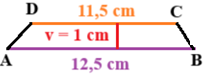 D 11,5 cm C
v = 1 cm
A 12,5 cm B